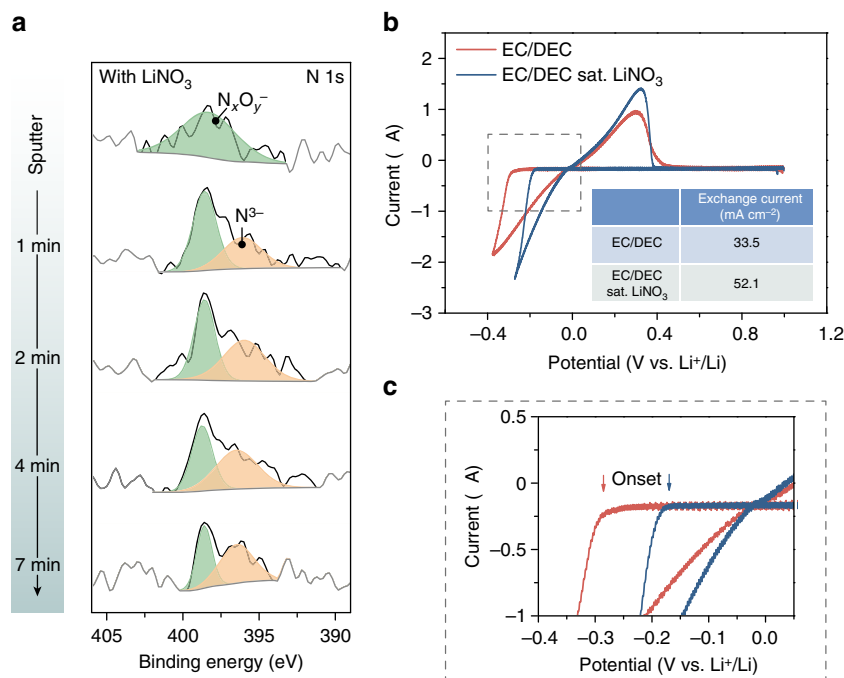 a
With LiNO₃ N 1s
NₓOᵧ⁻
Sputter
N³⁻
1 min
2 min
4 min
7 min
405 400 395 390
Binding energy (eV)
b
EC/DEC
EC/DEC sat. LiNO₃
2
1
0
–1
–2
–3
Current ( A)
Exchange current
(mA cm⁻²)
EC/DEC 33.5
EC/DEC
sat. LiNO₃
52.1
–0.4 0.0 0.4 0.8 1.2
Potential (V vs. Li⁺/Li)
c
0.5
0
–0.5
–1
Current ( A)
Onset
–0.4 –0.3 –0.2 –0.1 0.0
Potential (V vs. Li⁺/Li)